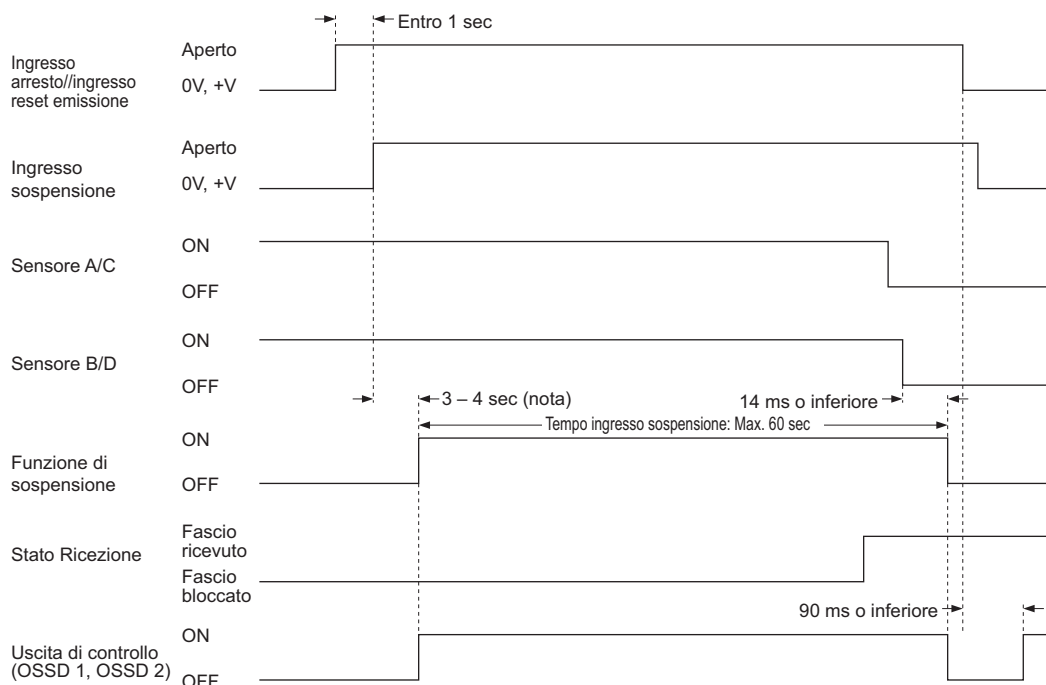 Entro 1 sec
Ingresso
arresto//ingresso
reset emissione
Aperto
0V, +V
Ingresso
sospensione
Aperto
0V, +V
Sensore A/C
ON
OFF
Sensore B/D
ON
OFF
3 – 4 sec (nota)
14 ms o inferiore
Tempo ingresso sospensione: Max. 60 sec
Funzione di
sospensione
ON
OFF
Stato Ricezione
Fascio
ricevuto
Fascio
bloccato
90 ms o inferiore
Uscita di controllo
(OSSD 1, OSSD 2)
ON
OFF